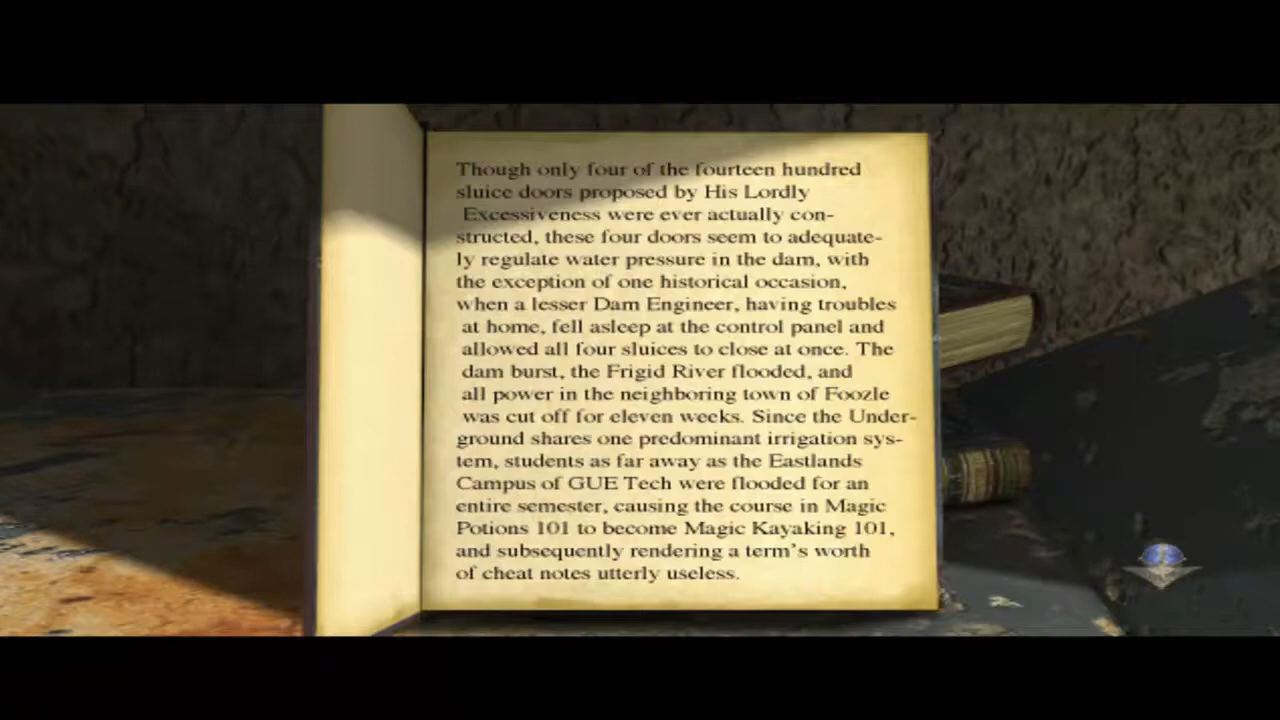 Though only four of the fourteen hundred
sluice doors proposed by His Lordly
Excessiveness were ever actually con-
structed, these four doors seem to adequate-
ly regulate water pressure in the dam, with
the exception of one historical occasion,
when a lesser Dam Engineer, having troubles
at home, fell asleep at the control panel and
allowed all four sluices to close at once. The
dam burst, the Frigid River flooded, and
all power in the neighboring town of Foozle
was cut off for eleven weeks. Since the Under-
ground shares one predominant irrigation sys-
tem, students as far away as the Eastlands
Campus of GUE Tech were flooded for an
entire semester, causing the course in Magic
Potions 101 to become Magic Kayaking 101,
and subsequently rendering a term's worth
of cheat notes utterly useless.